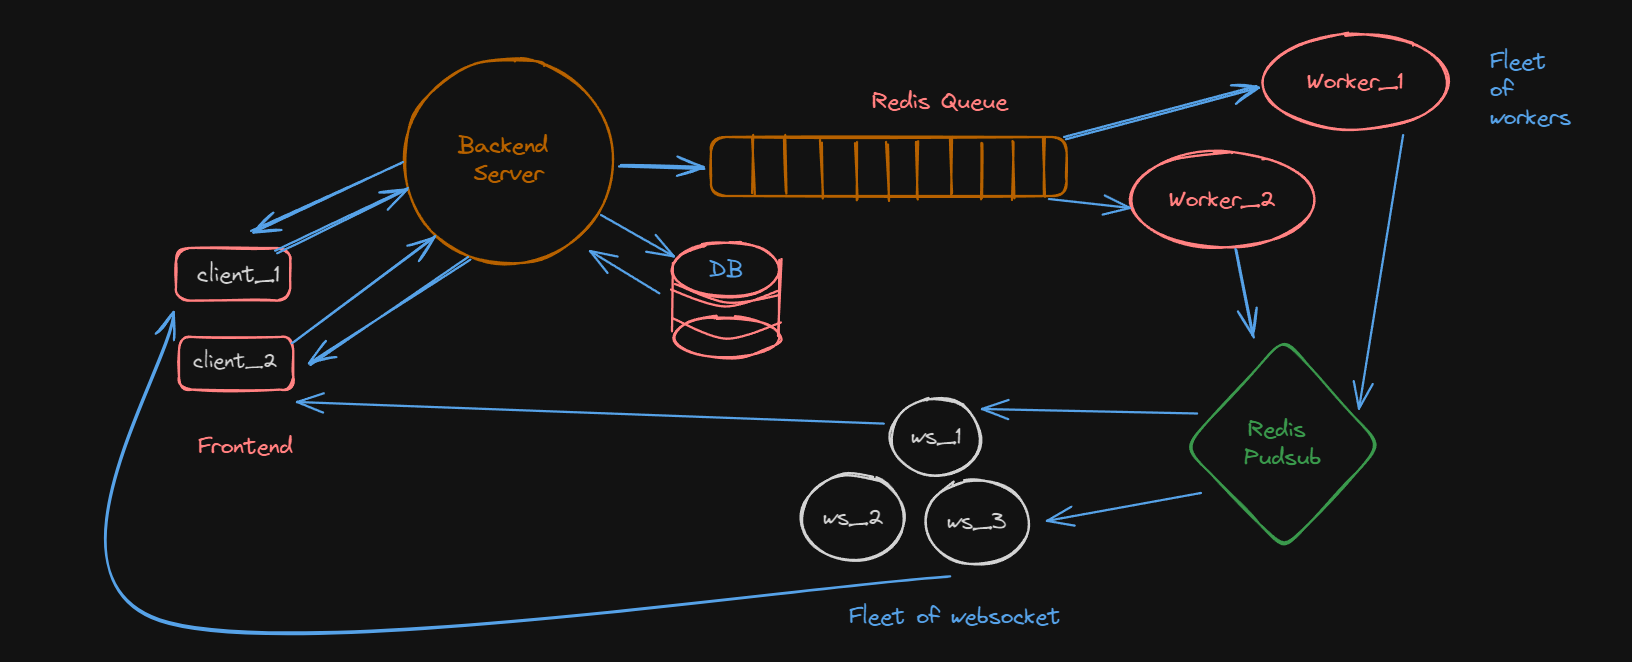 Fleet
of
workers
Worker_1
Redis Queue
Backend
Server
Worker_2
DB
client_1
client_2
Frontend
Redis
Pudsub
ws_1
ws_2
ws_3
Fleet of websocket